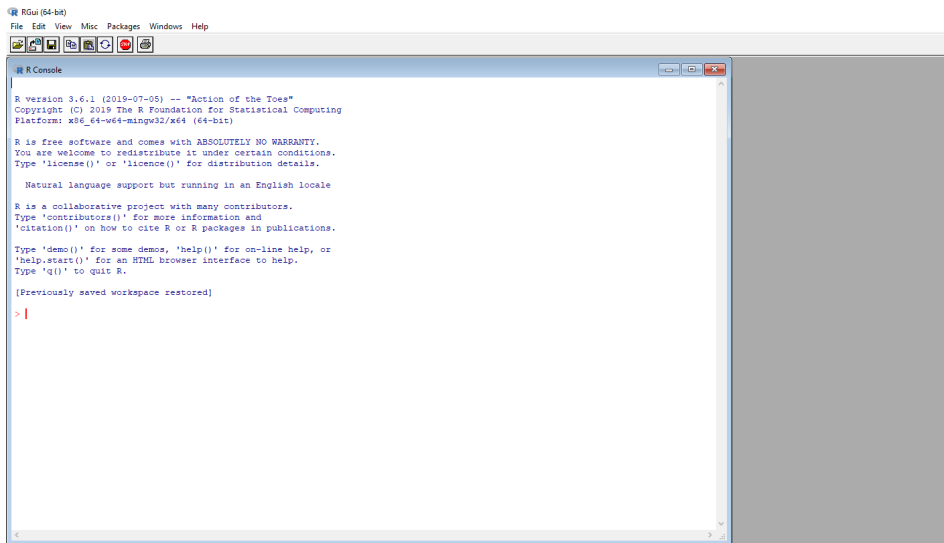 RGui (64-bit)
File Edit View Misc Packages Windows Help
STOP
R Console
R version 3.6.1 (2019-07-05) -- "Action of the Toes"
Copyright (C) 2019 The R Foundation for Statistical Computing
Platform: x86_64-w64-mingw32/x64 (64-bit)
R is free software and comes with ABSOLUTELY NO WARRANTY.
You are welcome to redistribute it under certain conditions.
Type 'license()' or 'licence()' for distribution details.
Natural language support but running in an English locale
R is a collaborative project with many contributors.
Type 'contributors()' for more information and
'citation()' on how to cite R or R packages in publications.
Type 'demo()' for some demos, 'help()' for on-line help, or
'help.start()' for an HTML browser interface to help.
Type 'q()' to quit R.
[Previously saved workspace restored]
>